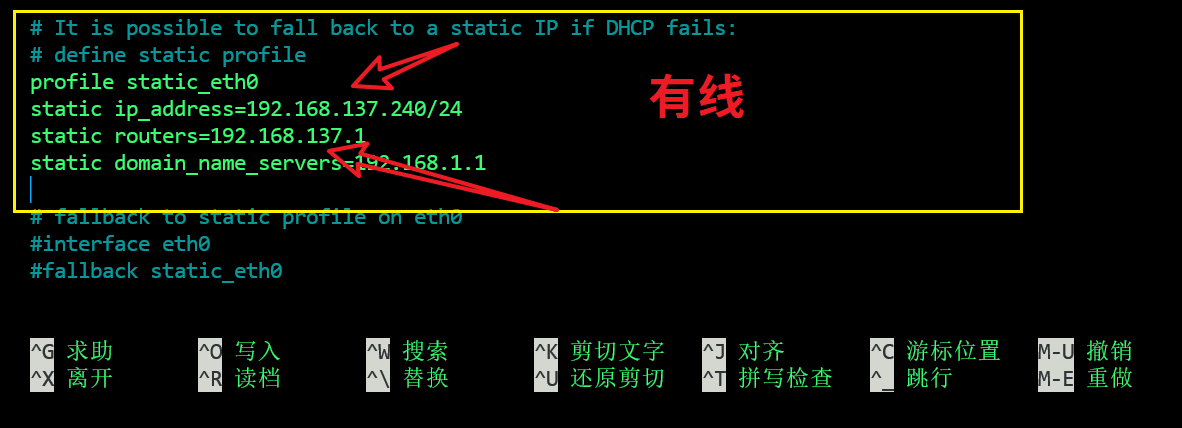 # It is possible to fall back to a static IP if DHCP fails:
# define static profile
profile static_eth0
有线
static ip_address=192.168.137.240/24
static routers=192.168.137.1
static domain_name_servers=192.168.1.1
# fallback to static profile on eth0
#interface eth0
#fallback static_eth0
^G 求助 ^O 写入 ^W 搜索 ^K 剪切文字 ^J 对齐 ^C 游标位置 M-U 撤销
^X 离开 ^R 读档 ^\ 替换 ^U 还原剪切 ^T 拼写检查 ^_ 跳行 M-E 重做